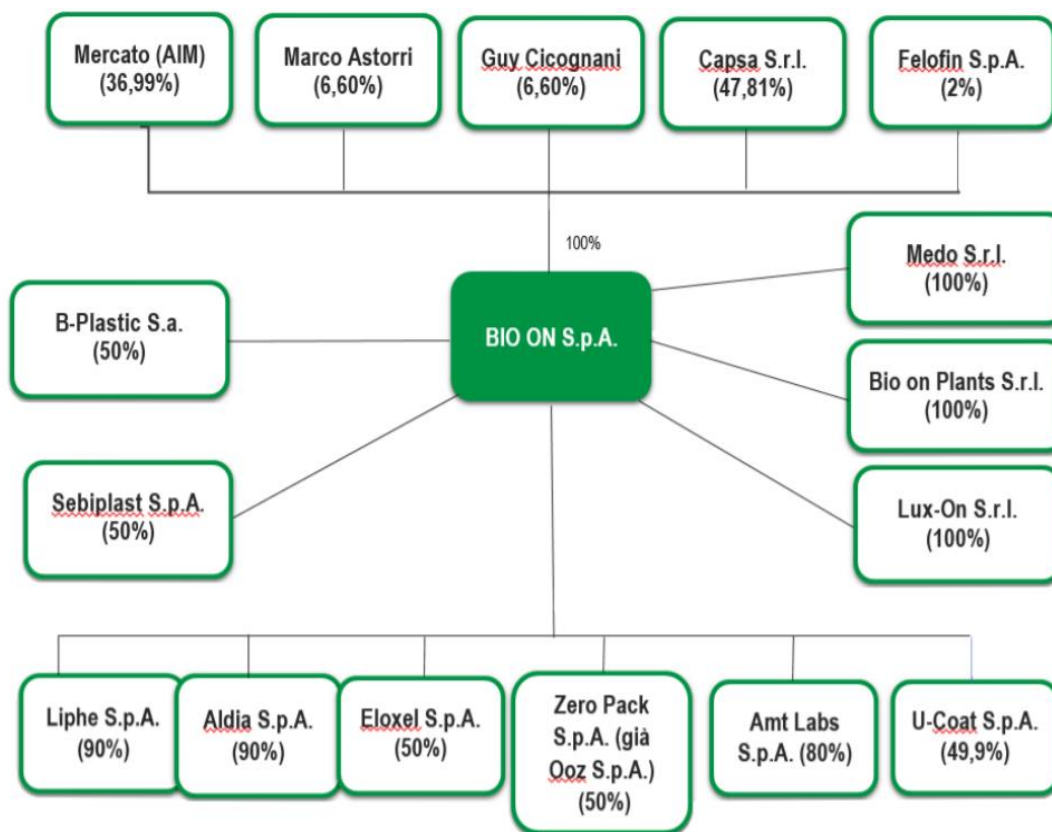 Mercato (AIM)
(36,99%)
Marco Astorri
(6,60%)
Guy Cicognani
(6,60%)
Capsa S.r.l.
(47,81%)
Felofin S.p.A.
(2%)
100%
Medo S.r.l.
(100%)
B-Plastic S.a.
(50%)
BIO ON S.p.A.
Bio on Plants S.r.l.
(100%)
Sebiplast S.p.A.
(50%)
Lux-On S.r.l.
(100%)
Liphe S.p.A.
(90%)
Aldia S.p.A.
(90%)
Eloxel S.p.A.
(50%)
Zero Pack
S.p.A. (già
Ooz S.p.A.)
(50%)
Amt Labs
S.p.A. (80%)
U-Coat S.p.A.
(49,9%)